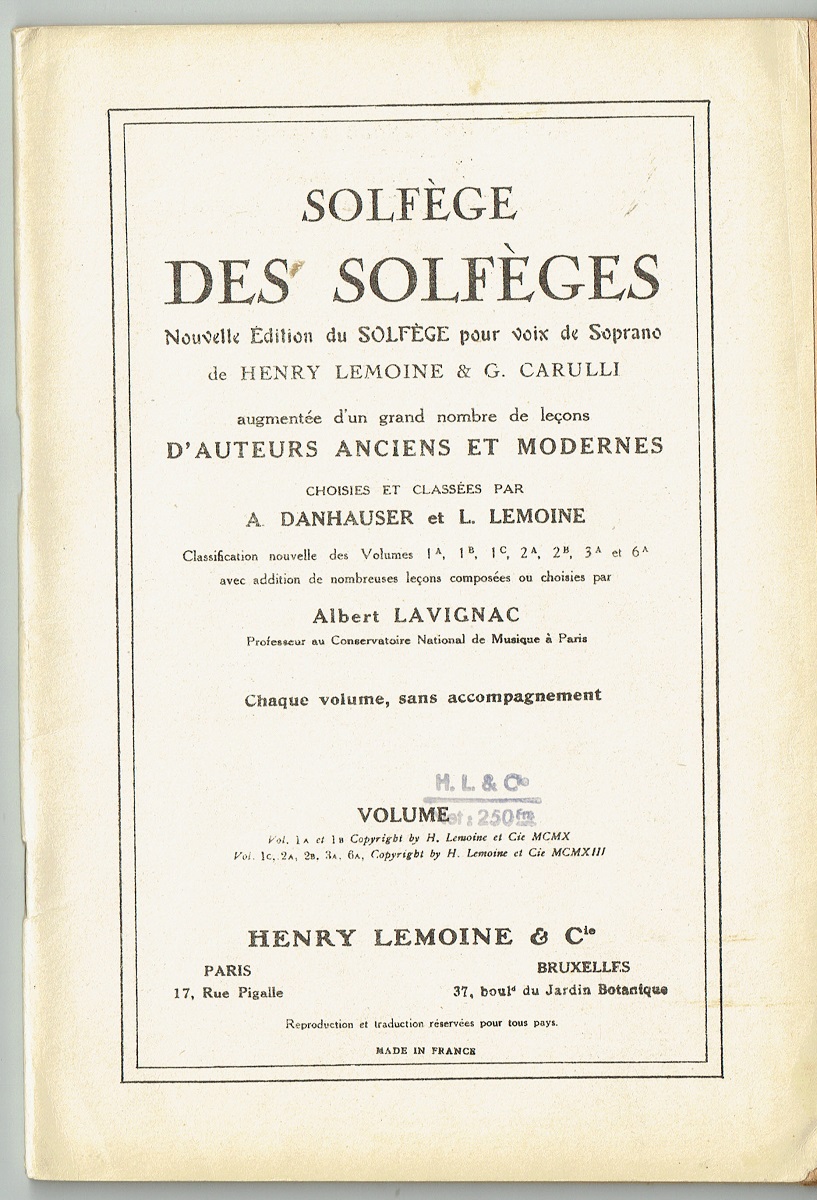 SOLFÈGE
DES SOLFÈGES
Nouvelle Édition du SOLFÈGE pour voix de Soprano
de HENRY LEMOINE & G. CARULLI
augmentée d'un grand nombre de leçons
D'AUTEURS ANCIENS ET MODERNES
CHOISIES ET CLASSÉES PAR
A. DANHAUSER et L. LEMOINE
Classification nouvelle des Volumes 1A, 1B, 1C, 2A, 2B, 3A et 6A
avec addition de nombreuses leçons composées ou choisies par
Albert LAVIGNAC
Professeur au Conservatoire National de Musique à Paris
Chaque volume, sans accompagnement
H. L. & Cie
VOLUME
Net : 250 frs
Vol. 1A et 1B Copyright by H. Lemoine et Cie MCMX
Vol. 1C, 2A, 2B, 3A, 6A, Copyright by H. Lemoine et Cie MCMXIII
HENRY LEMOINE & Cie
PARIS
17, Rue Pigalle
BRUXELLES
37, bould du Jardin Botanique
Reproduction et traduction réservées pour tous pays.
MADE IN FRANCE